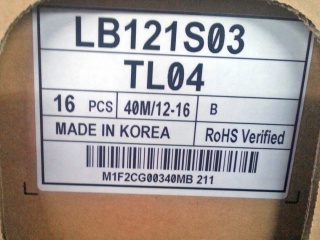 LB121S03
TL04
16 PCS 40M/12-16 B
MADE IN KOREA RoHS Verified
M1F2CG00340MB 211